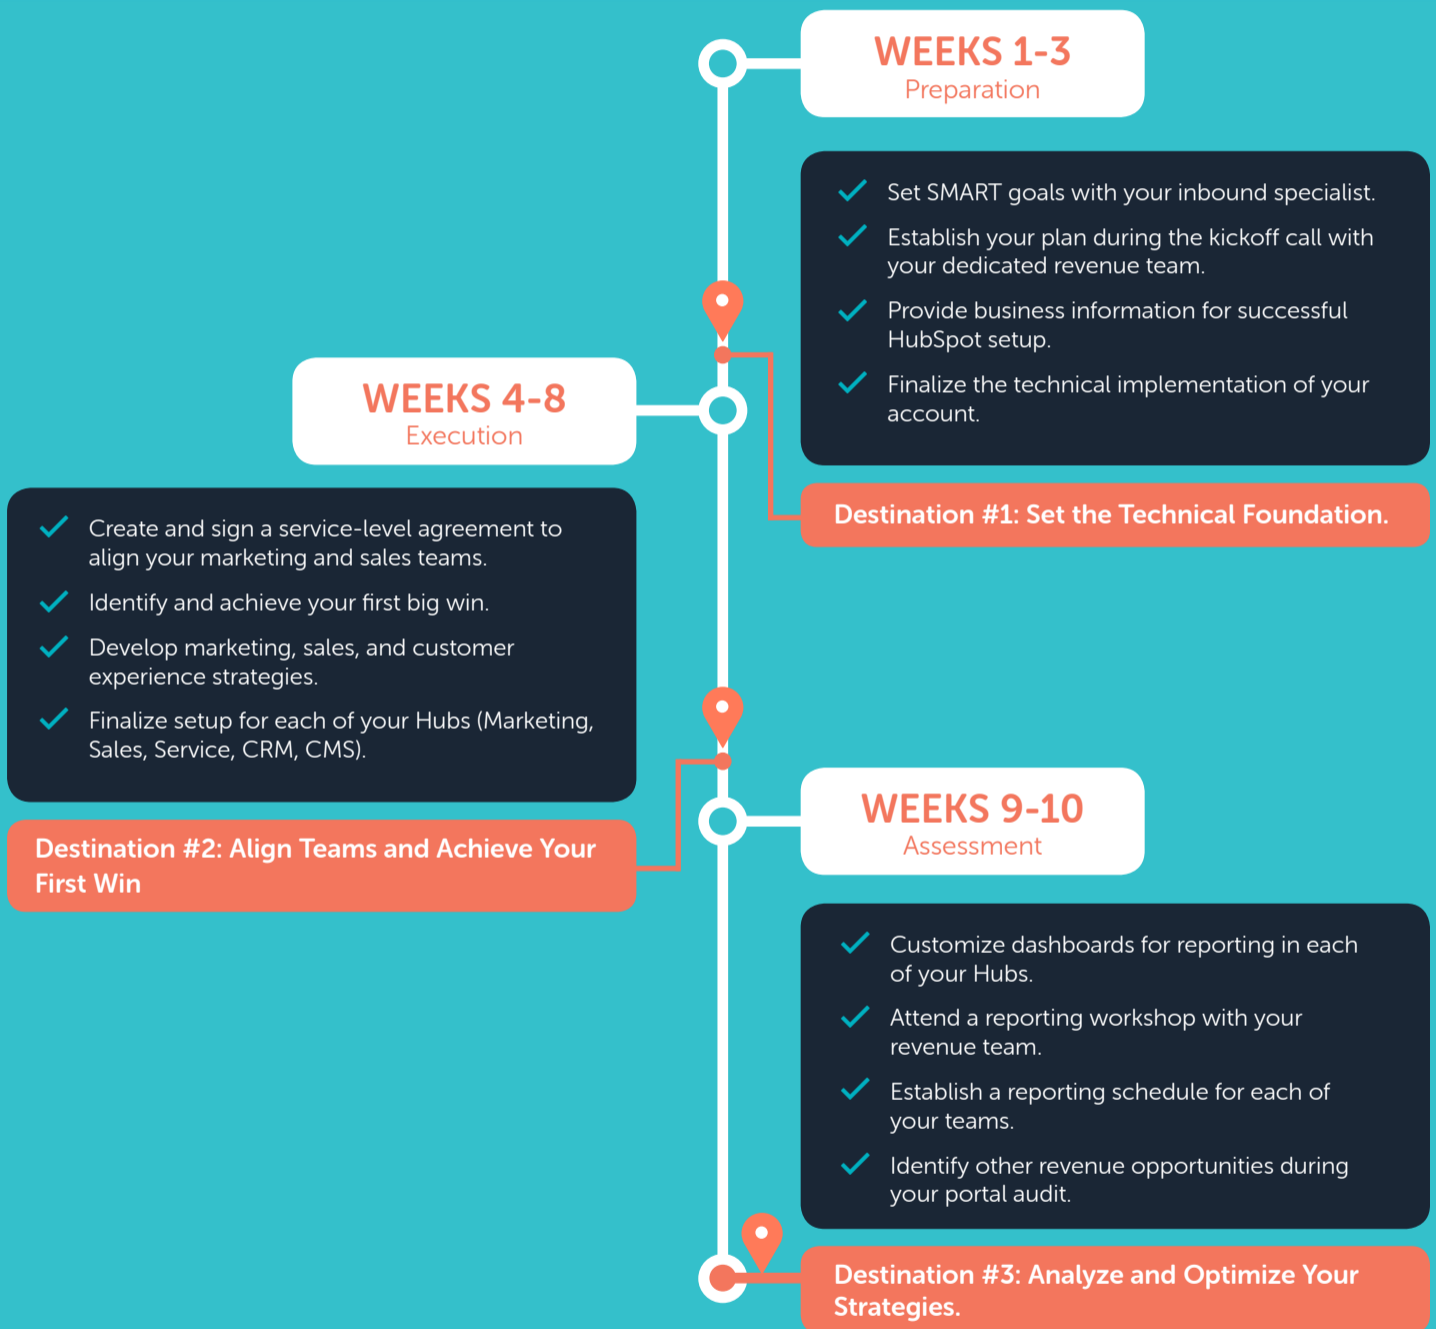 WEEKS 1-3
Preparation
Set SMART goals with your inbound specialist.
Establish your plan during the kickoff call with
your dedicated revenue team.
Provide business information for successful
HubSpot setup.
Finalize the technical implementation of your
account.
Destination #1: Set the Technical Foundation.
WEEKS 4-8
Execution
Create and sign a service-level agreement to
align your marketing and sales teams.
Identify and achieve your first big win.
Develop marketing, sales, and customer
experience strategies.
Finalize setup for each of your Hubs (Marketing,
Sales, Service, CRM, CMS).
Destination #2: Align Teams and Achieve Your
First Win
WEEKS 9-10
Assessment
Customize dashboards for reporting in each
of your Hubs.
Attend a reporting workshop with your
revenue team.
Establish a reporting schedule for each of
your teams.
Identify other revenue opportunities during
your portal audit.
Destination #3: Analyze and Optimize Your
Strategies.